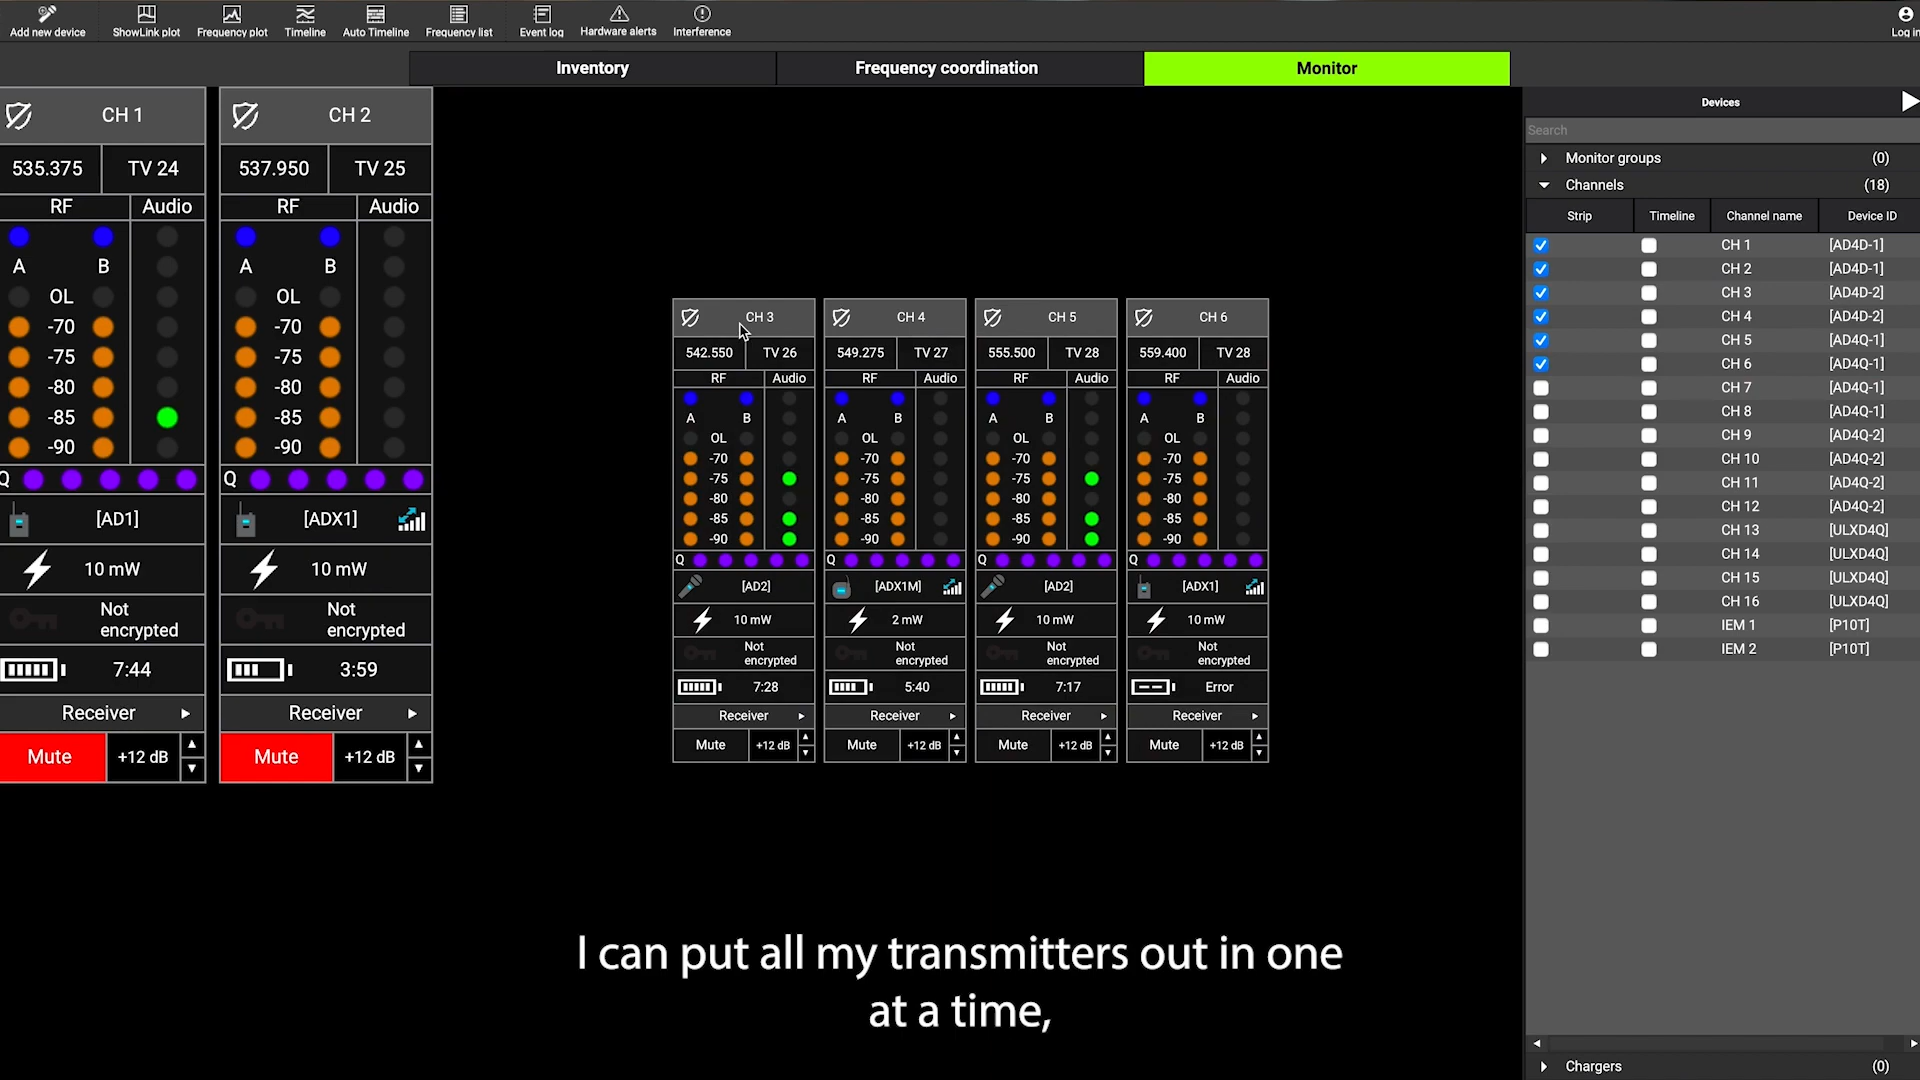 Add new device ShowLink plot Frequency plot Timeline Auto Timeline Frequency list Event log Hardware alerts Interference Log in
Inventory Frequency coordination Monitor
CH 1
535.375 TV 24
RF Audio
A B
OL
-70
-75
-80
-85
-90
Q
[AD1]
10 mW
Not
encrypted
7:44
Receiver
Mute +12 dB
CH 2
537.950 TV 25
RF Audio
A B
OL
-70
-75
-80
-85
-90
Q
[ADX1]
10 mW
Not
encrypted
3:59
Receiver
Mute +12 dB
CH 3
542.550 TV 26
RF Audio
A B
OL
-70
-75
-80
-85
-90
Q
[AD2]
10 mW
Not
encrypted
7:28
Receiver
Mute +12 dB
CH 4
549.275 TV 27
RF Audio
A B
OL
-70
-75
-80
-85
-90
Q
[ADX1M]
2 mW
Not
encrypted
5:40
Receiver
Mute +12 dB
CH 5
555.500 TV 28
RF Audio
A B
OL
-70
-75
-80
-85
-90
Q
[AD2]
10 mW
Not
encrypted
7:17
Receiver
Mute +12 dB
CH 6
559.400 TV 28
RF Audio
A B
OL
-70
-75
-80
-85
-90
Q
[ADX1]
10 mW
Not
encrypted
Error
Receiver
Mute +12 dB
Devices
Search
Monitor groups (0)
Channels (18)
Strip Timeline Channel name Device ID
CH 1 [AD4D-1]
CH 2 [AD4D-1]
CH 3 [AD4D-2]
CH 4 [AD4D-2]
CH 5 [AD4Q-1]
CH 6 [AD4Q-1]
CH 7 [AD4Q-1]
CH 8 [AD4Q-1]
CH 9 [AD4Q-2]
CH 10 [AD4Q-2]
CH 11 [AD4Q-2]
CH 12 [AD4Q-2]
CH 13 [ULXD4Q]
CH 14 [ULXD4Q]
CH 15 [ULXD4Q]
CH 16 [ULXD4Q]
IEM 1 [P10T]
IEM 2 [P10T]
Chargers (0)
I can put all my transmitters out in one
at a time,